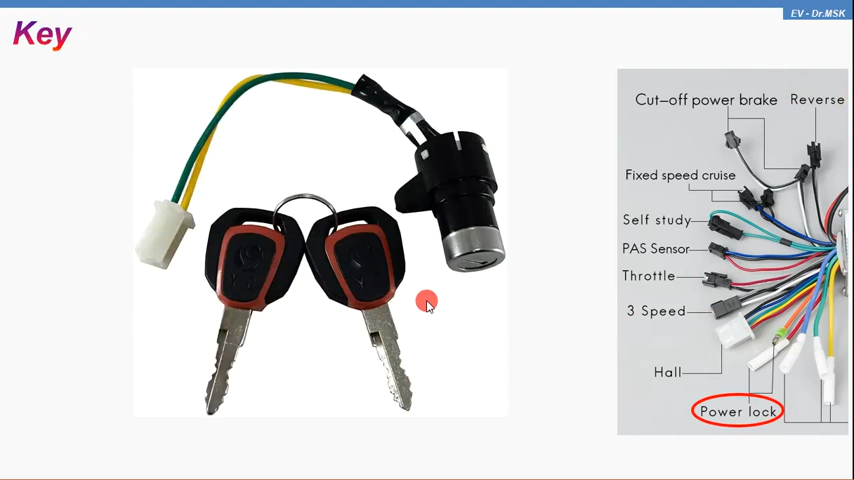 EV - Dr.MSK
Key
Cut-off power brake
Reverse
Fixed speed cruise
Self study
PAS Sensor
Throttle
3 Speed
Hall
Power lock